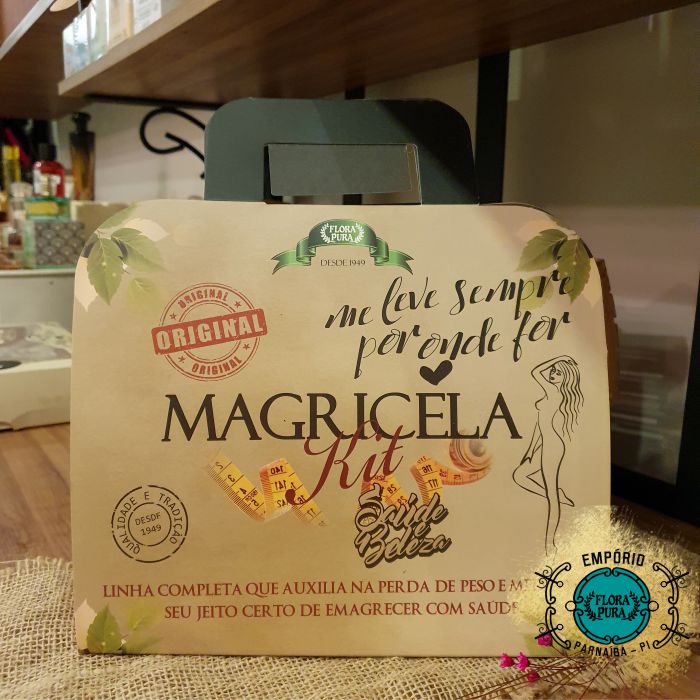 FLORA
PURA
DESDE 1949
me leve sempre
por onde for
ORIGINAL
ORIGINAL
ORIGINAL
MAGRICELA
Kit
Saúde
Beleza
QUALIDADE E TRADIÇÃO
DESDE
1949
LINHA COMPLETA QUE AUXILIA NA PERDA DE PESO E
SEU JEITO CERTO DE EMAGRECER COM SAÚDE
EMPÓRIO
FLORA
PURA
PARNAÍBA - PI